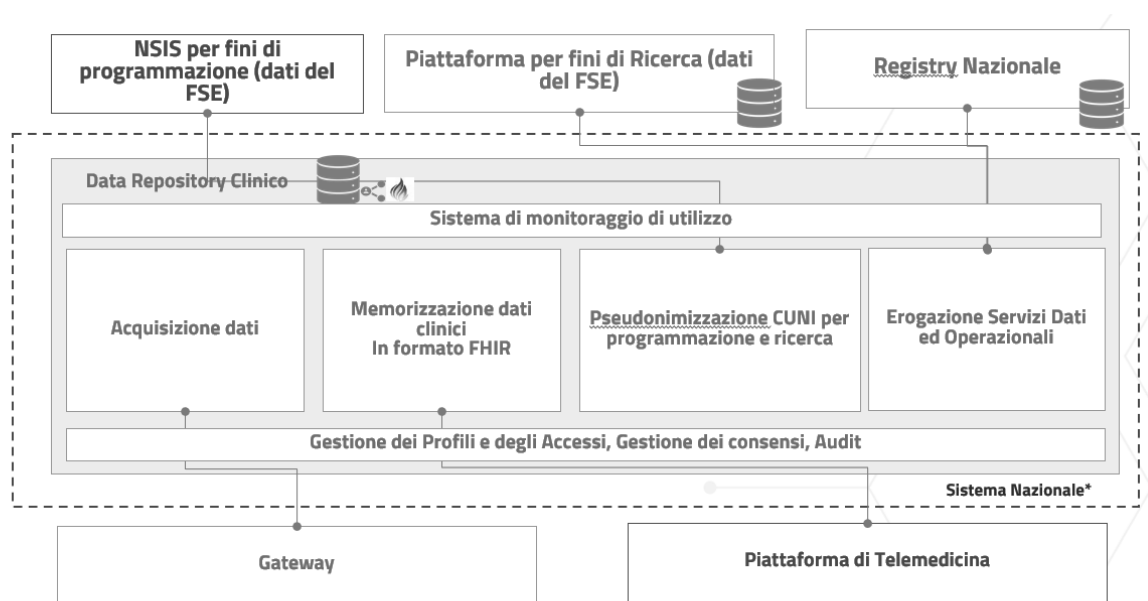 NSIS per fini di
programmazione (dati del
FSE)
Piattaforma per fini di Ricerca (dati
del FSE)
Registry Nazionale
Data Repository Clinico
Sistema di monitoraggio di utilizzo
Acquisizione dati
Memorizzazione dati
clinici
In formato FHIR
Pseudonimizzazione CUNI per
programmazione e ricerca
Erogazione Servizi Dati
ed Operazionali
Gestione dei Profili e degli Accessi, Gestione dei consensi, Audit
Sistema Nazionale*
Gateway
Piattaforma di Telemedicina